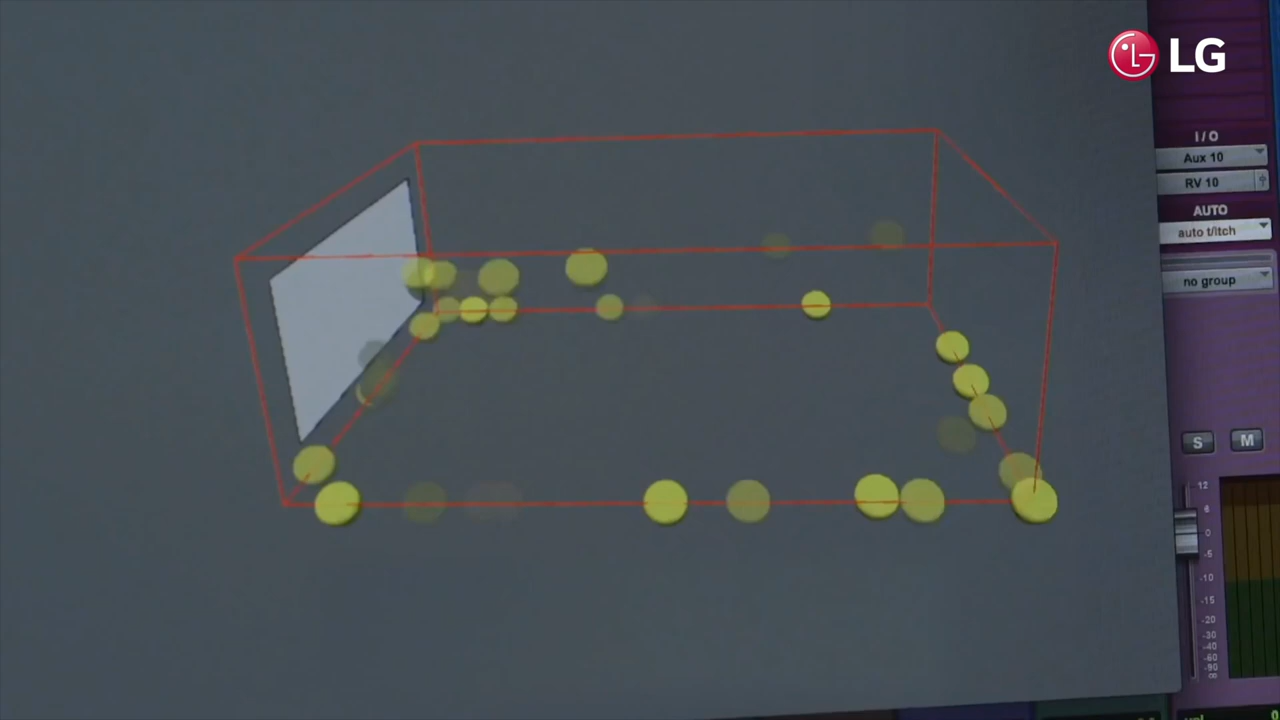 LG
I / O
Aux 10
RV 10
AUTO
auto t/ltch
no group
S M
12
6
0
-5
-10
-15
-20
-30
-40
-60
-90
∞